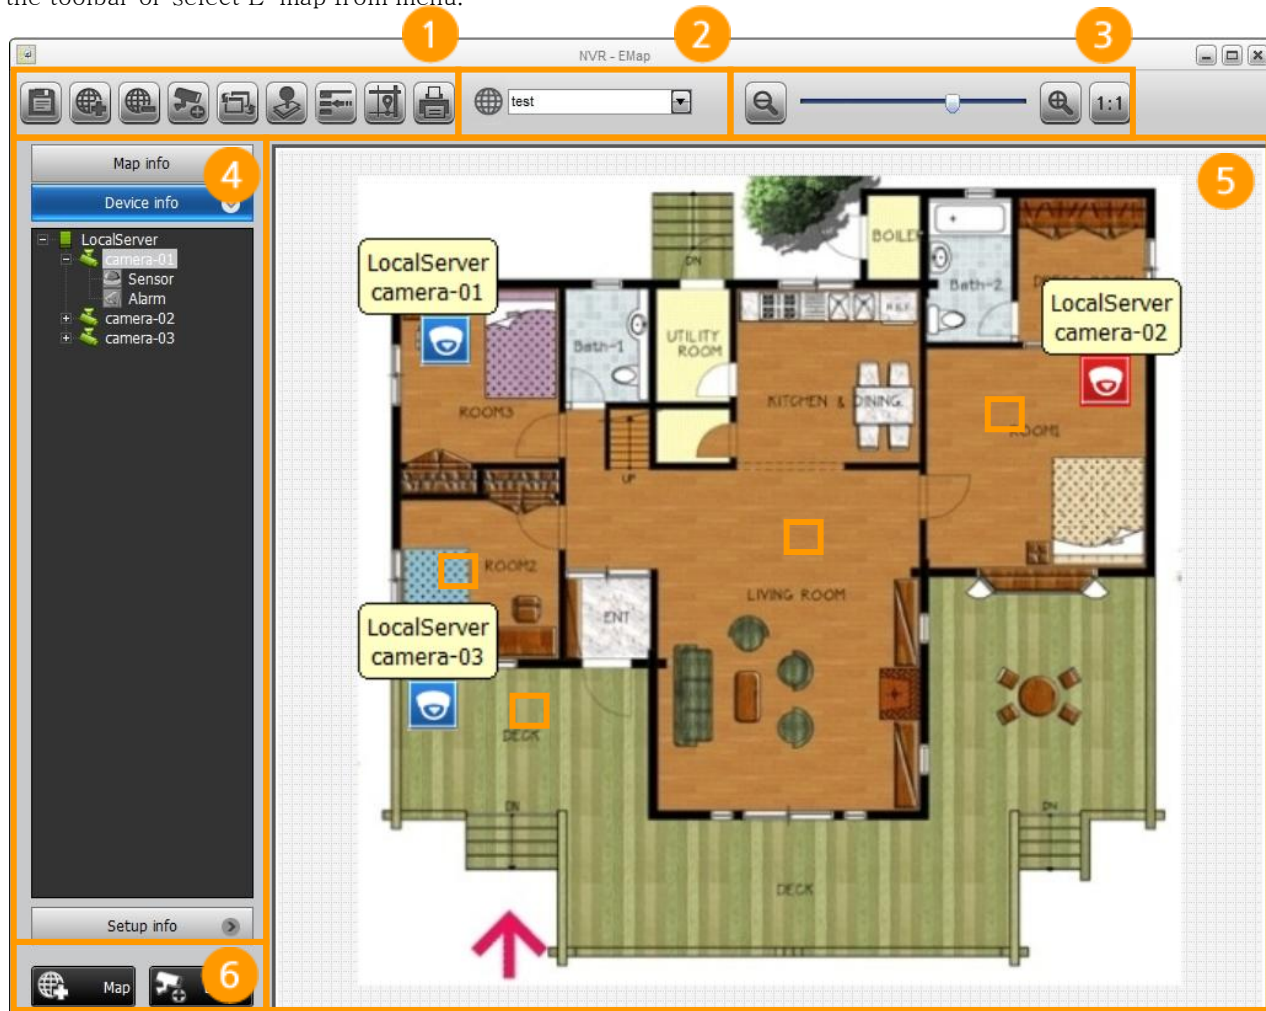 the toolbar or select E-map from menu.
1
2
3
NVR - EMap
test
1:1
Map info
4
Device info
5
LocalServer
camera-01
Sensor
Alarm
camera-02
camera-03
Setup info
Map
6
LocalServer
camera-01
LocalServer
camera-02
LocalServer
camera-03
DN
BOILER
Bath-2
UTILITY
ROOM
REF
Bath-1
ROOM3
KITCHEN & DINING
ROOM1
UP
ROOM2
LIVING ROOM
ENT
DECK
DN
DN
DECK